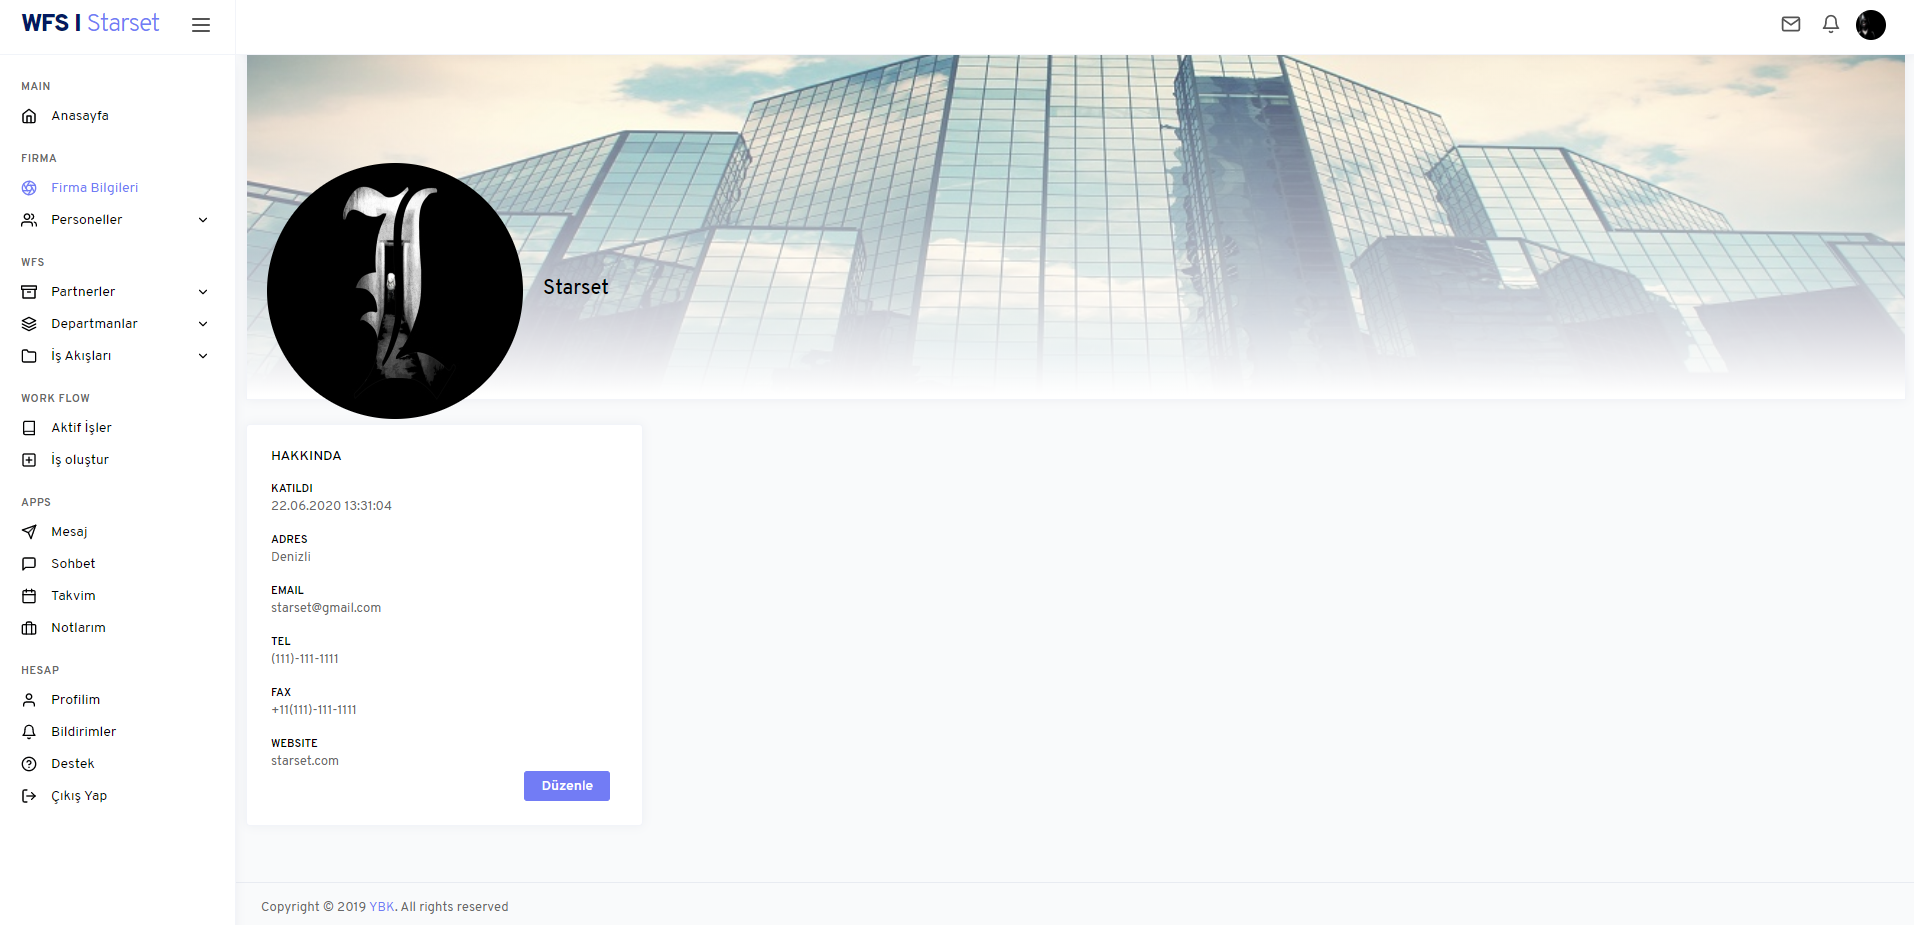 WFS I Starset
MAIN
Anasayfa
FIRMA
Firma Bilgileri
Personeller
WFS
Partnerler
Departmanlar
İş Akışları
WORK FLOW
Aktif İşler
İş oluştur
APPS
Mesaj
Sohbet
Takvim
Notlarım
HESAP
Profilim
Bildirimler
Destek
Çıkış Yap
Starset
HAKKINDA
KATILDI
22.06.2020 13:31:04
ADRES
Denizli
EMAIL
starset@gmail.com
TEL
(111)-111-1111
FAX
+11(111)-111-1111
WEBSITE
starset.com
Düzenle
Copyright © 2019 YBK. All rights reserved